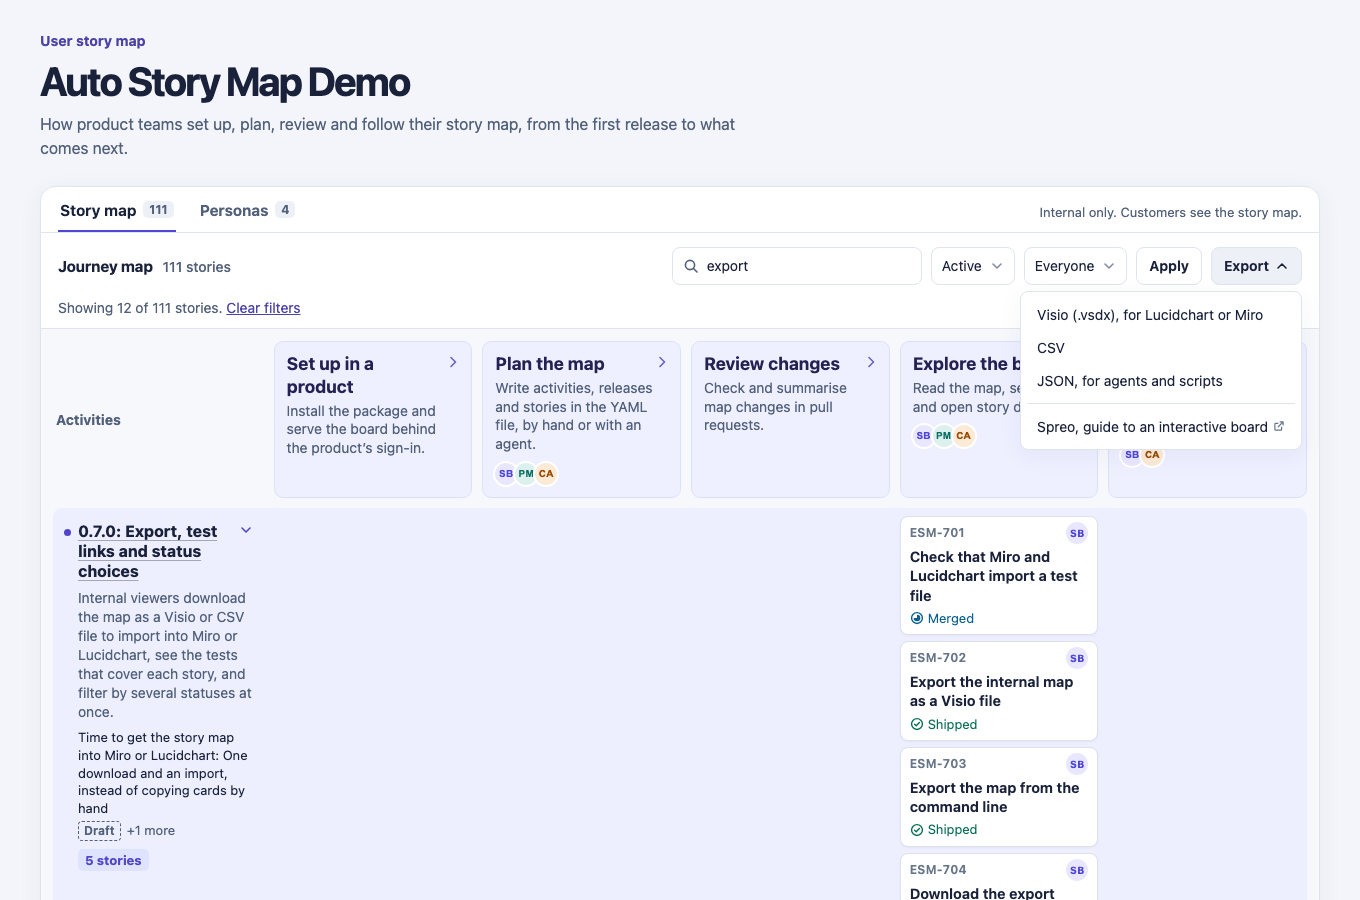 User story map
Auto Story Map Demo
How product teams set up, plan, review and follow their story map, from the first release to what
comes next.
Story map 111
Personas 4
Internal only. Customers see the story map.
Journey map 111 stories
export
Active
Everyone
Apply
Export
Showing 12 of 111 stories. Clear filters
Visio (.vsdx), for Lucidchart or Miro
CSV
JSON, for agents and scripts
Spreo, guide to an interactive board
Activities
Set up in a
product
Install the package and
serve the board behind
the product's sign-in.
Plan the map
Write activities, releases
and stories in the YAML
file, by hand or with an
agent.
SB PM CA
Review changes
Check and summarise
map changes in pull
requests.
Explore the b
Read the map, se
and open story d
SB PM CA
SB CA
0.7.0: Export, test
links and status
choices
Internal viewers download
the map as a Visio or CSV
file to import into Miro or
Lucidchart, see the tests
that cover each story, and
filter by several statuses at
once.
Time to get the story map
into Miro or Lucidchart: One
download and an import,
instead of copying cards by
hand
Draft +1 more
5 stories
ESM-701 SB
Check that Miro and
Lucidchart import a test
file
Merged
ESM-702 SB
Export the internal map
as a Visio file
Shipped
ESM-703 SB
Export the map from the
command line
Shipped
ESM-704 SB
Download the export